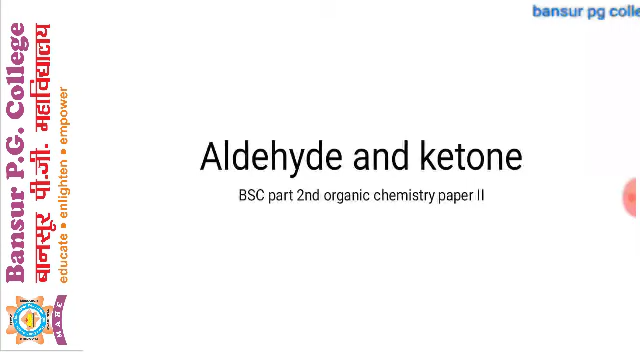 bansur pg colle
Bansur P.G. College
बानसूर पी.जी. महाविद्यालय
educate • enlighten • empower
Aldehyde and ketone
BSC part 2nd organic chemistry paper II
M A H E